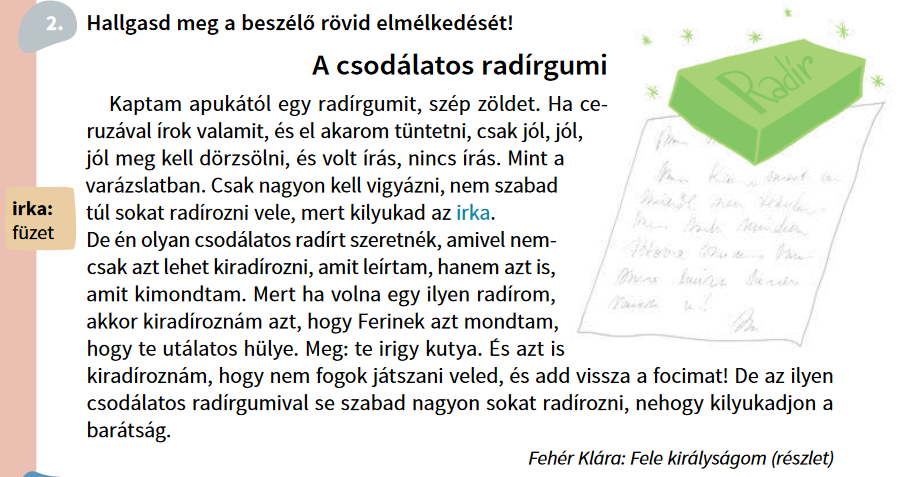 2. Hallgasd meg a beszélő rövid elmélkedését!
A csodálatos radírgumi
Kaptam apukától egy radírgumit, szép zöldet. Ha ce-
ruzával írok valamit, és el akarom tüntetni, csak jól, jól,
jól meg kell dörzsölni, és volt írás, nincs írás. Mint a
varázslatban. Csak nagyon kell vigyázni, nem szabad
túl sokat radírozni vele, mert kilyukad az irka.
irka:
füzet
De én olyan csodálatos radírt szeretnék, amivel nem-
csak azt lehet kiradírozni, amit leírtam, hanem azt is,
amit kimondtam. Mert ha volna egy ilyen radírom,
akkor kiradíroznám azt, hogy Ferinek azt mondtam,
hogy te utálatos hülye. Meg: te irigy kutya. És azt is
kiradíroznám, hogy nem fogok játszani veled, és add vissza a focimat! De az ilyen
csodálatos radírgumival se szabad nagyon sokat radírozni, nehogy kilyukadjon a
barátság.
Fehér Klára: Fele királyságom (részlet)
Radír